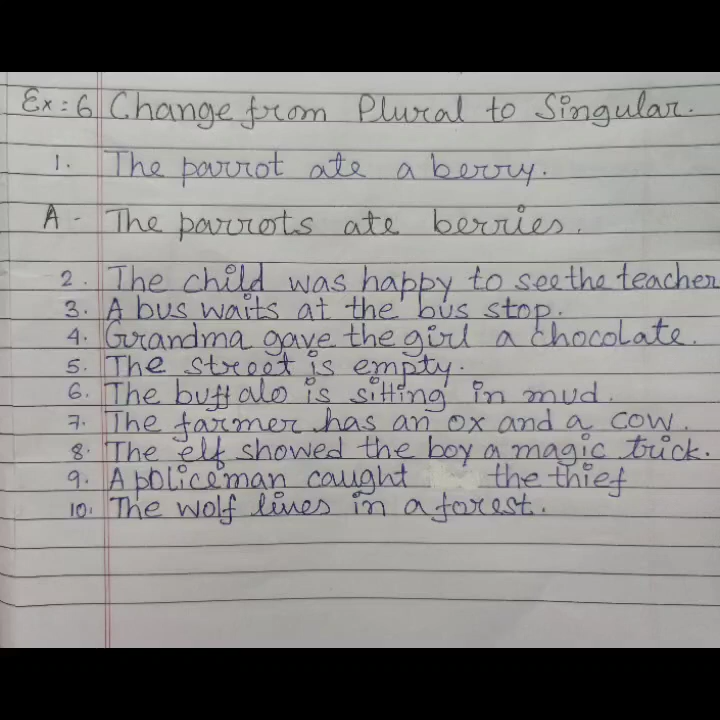 Ex:6 Change from Plural to Singular.
1. The parrot ate a berry.
A- The parrots ate berries.
2. The child was happy to see the teacher
3. A bus waits at the bus stop.
4. Grandma gave the girl a chocolate.
5. The street is empty.
6. The buffalo is sitting in mud.
7. The farmer has an ox and a cow.
8. The elf showed the boy a magic trick.
9. A policeman caught the thief
10. The wolf lives in a forest.